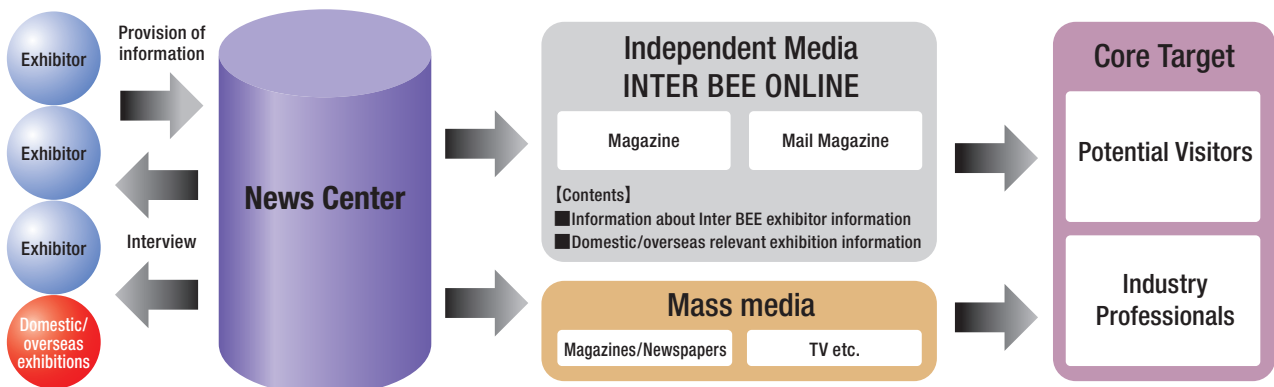 Exhibitor
Exhibitor
Exhibitor
Domestic/
overseas
exhibitions
Provision of
information
Interview
News Center
Independent Media
INTER BEE ONLINE
Magazine
Mail Magazine
【Contents】
■Information about Inter BEE exhibitor information
■Domestic/overseas relevant exhibition information
Mass media
Magazines/Newspapers
TV etc.
Core Target
Potential Visitors
Industry
Professionals